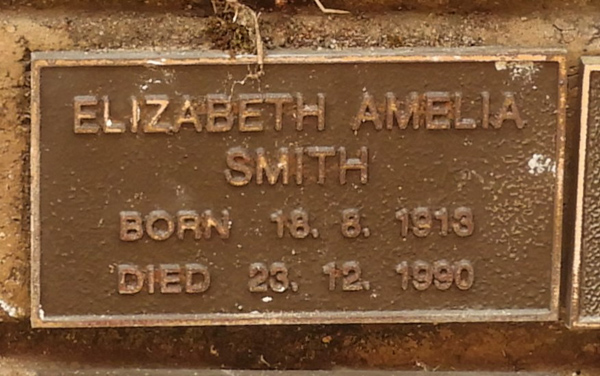 ELIZABETH AMELIA
SMITH
BORN 18. 8. 1913
DIED 23. 12. 1990